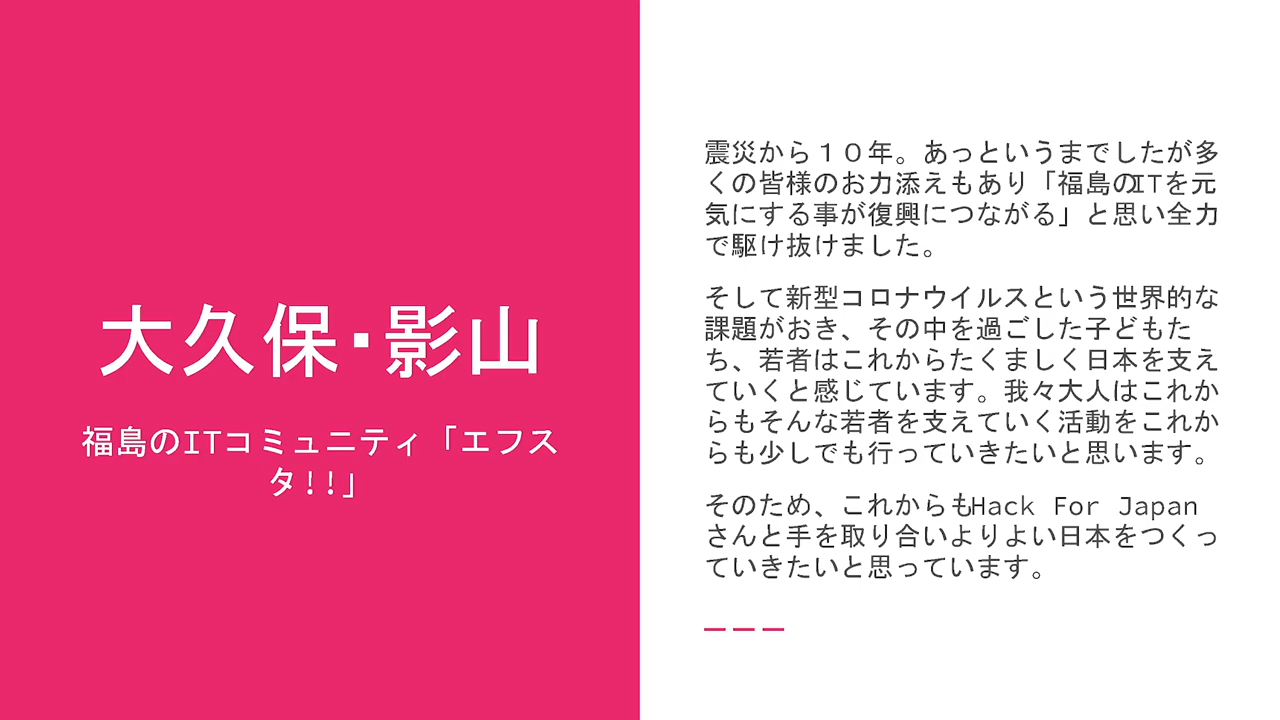 大久保･影山
福島のITコミュニティ「エフス
タ!!」
震災から１０年。あっというまでしたが多
くの皆様のお力添えもあり「福島のITを元
気にする事が復興につながる」と思い全力
で駆け抜けました。
そして新型コロナウイルスという世界的な
課題がおき、その中を過ごした子どもた
ち、若者はこれからたくましく日本を支え
ていくと感じています。我々大人はこれか
らもそんな若者を支えていく活動をこれか
らも少しでも行っていきたいと思います。
そのため、これからもHack For Japan
さんと手を取り合いよりよい日本をつくっ
ていきたいと思っています。